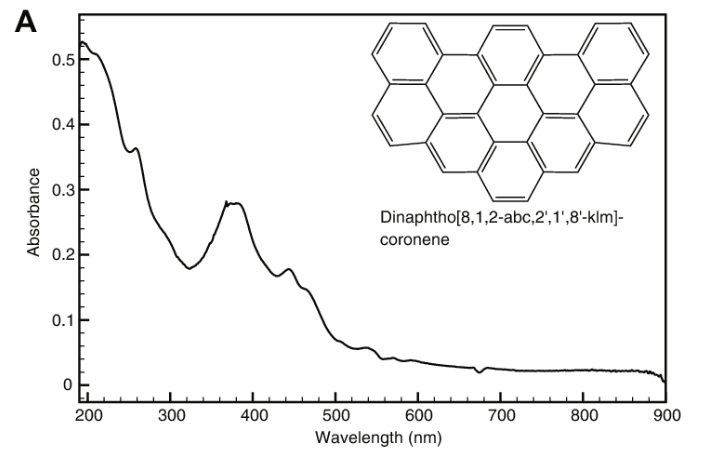 A
0.5
0.4
0.3
0.2
0.1
0
Absorbance
Dinaphtho[8,1,2-abc,2',1',8'-klm]-
coronene
200 300 400 500 600 700 800 900
Wavelength (nm)